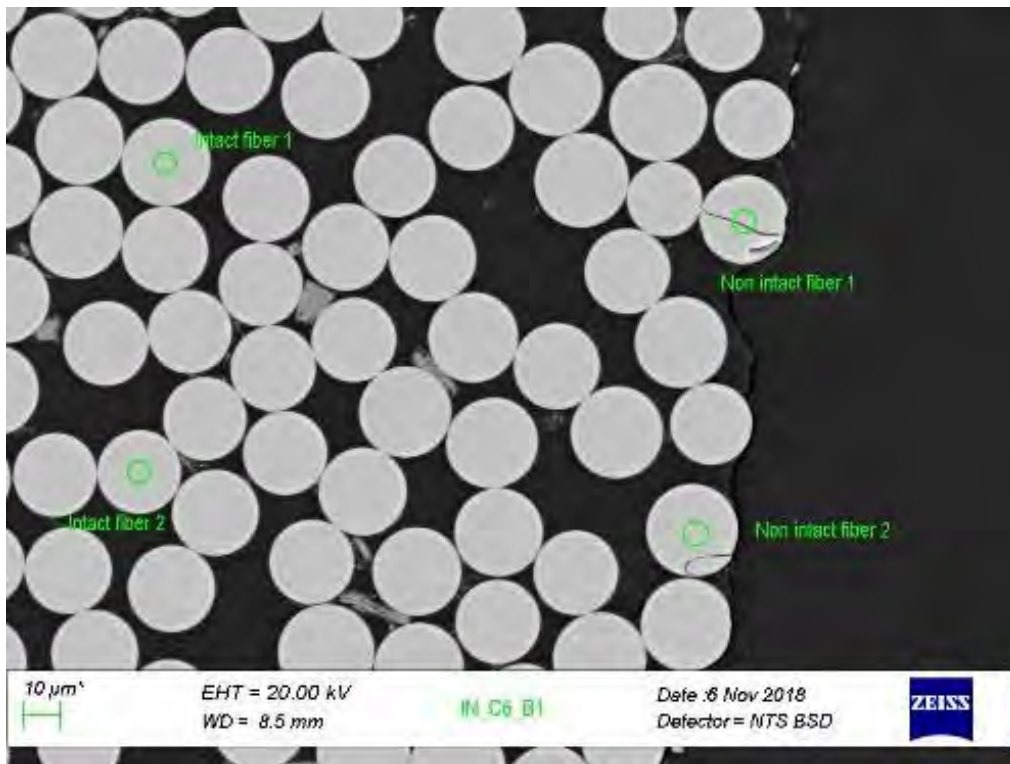 Intact fiber 1
Non intact fiber 1
Intact fiber 2
Non intact fiber 2
10 µm*
EHT = 20.00 kV
WD = 8.5 mm
IN_C6_B1
Date :6 Nov 2018
Detector = NTS BSD
ZEISS